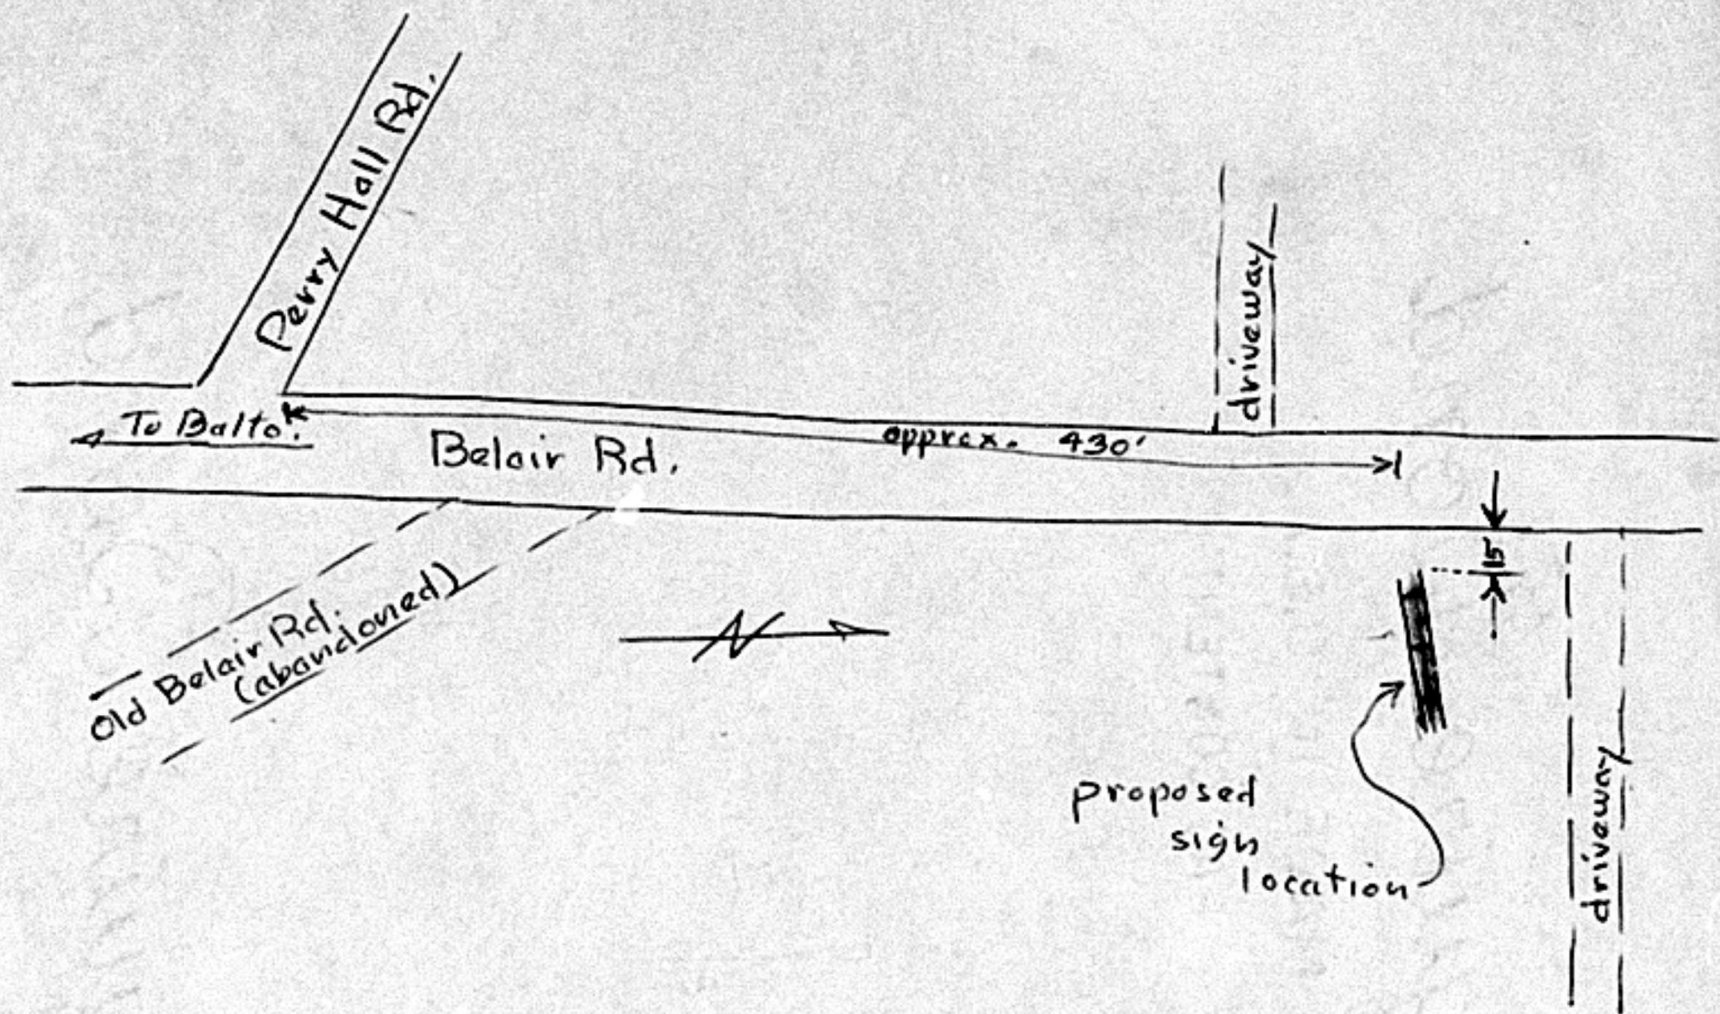 Perry Hall Rd.
driveway
To Balto.
Belair Rd.
approx. 430'
15
Old Belair Rd.
(abandoned)
N
proposed
sign
location
driveway